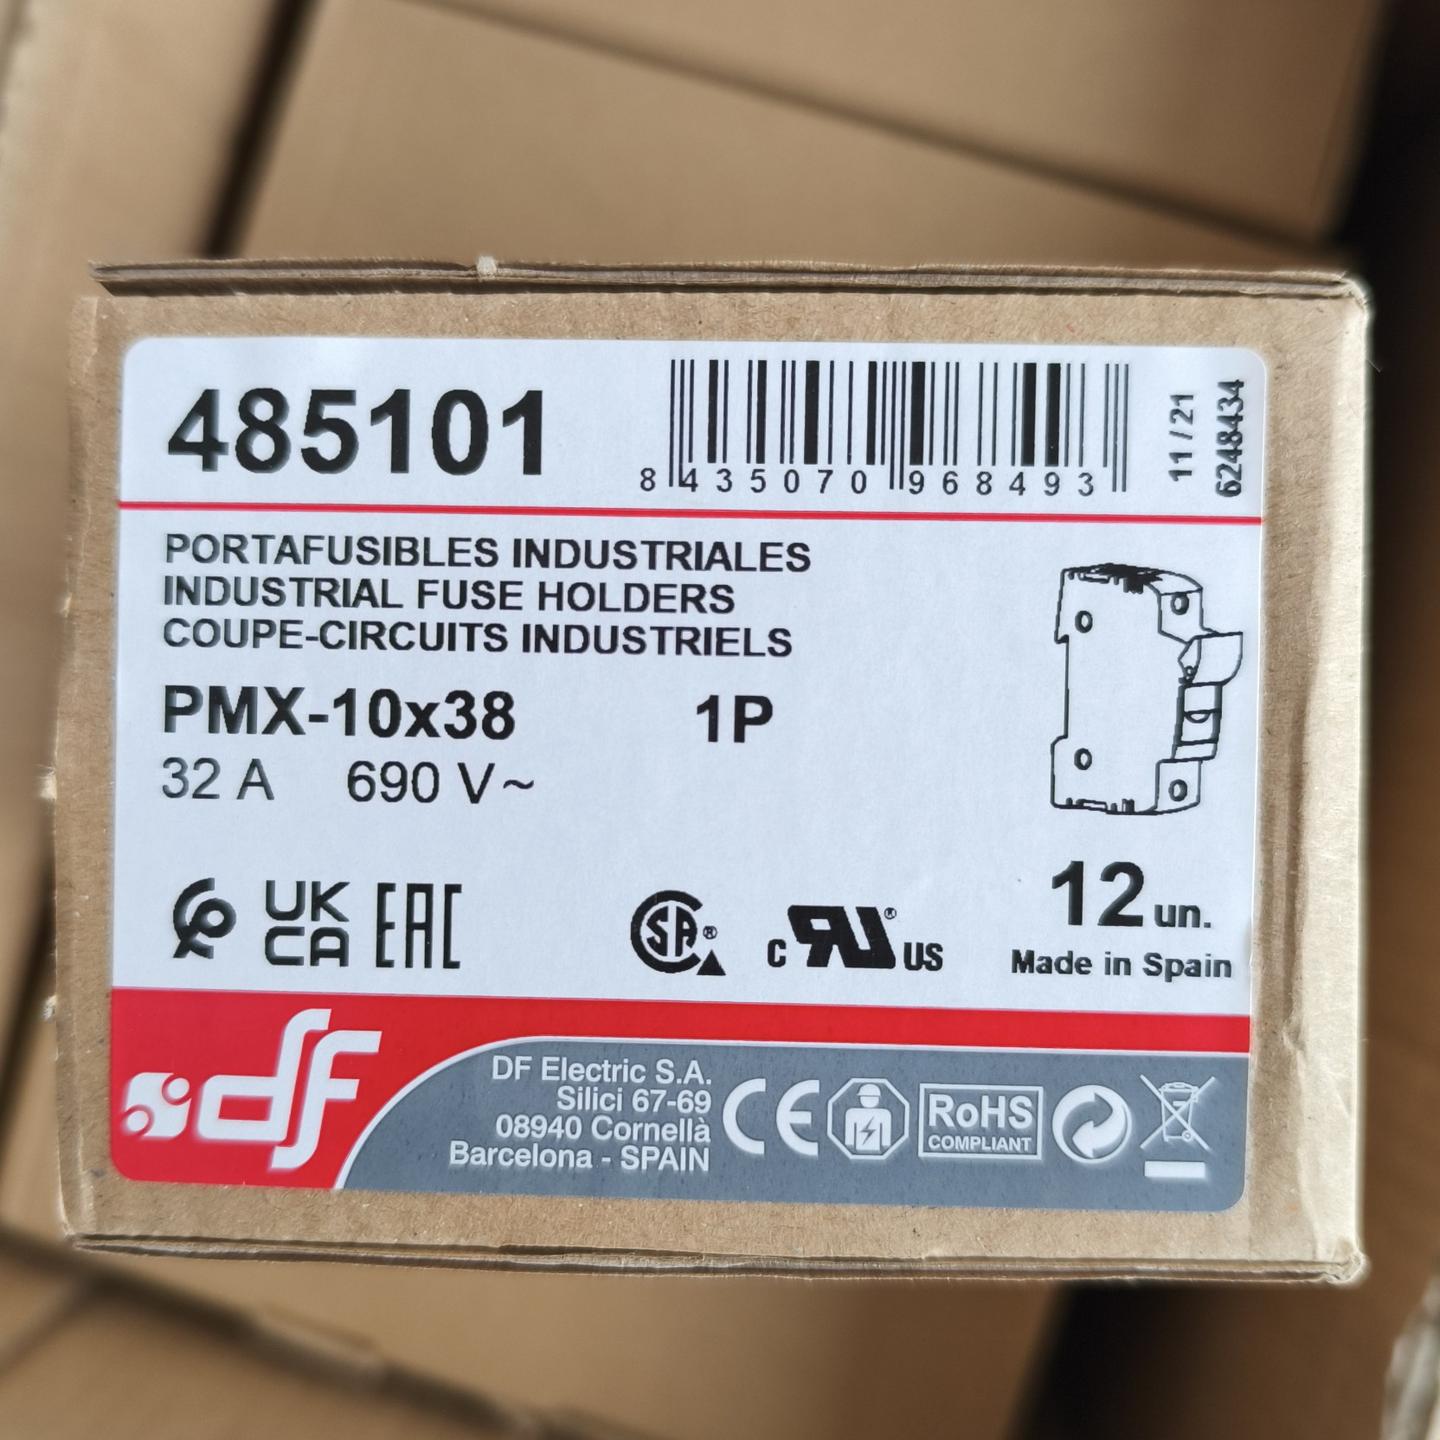 485101
8 435070 968493
11/21
6248434
PORTAFUSIBLES INDUSTRIALES
INDUSTRIAL FUSE HOLDERS
COUPE-CIRCUITS INDUSTRIELS
PMX-10x38 1P
32 A 690 V~
12 un.
UK
CA
EAC
SA®
c RU® US
Made in Spain
df
DF Electric S.A.
Silici 67-69
08940 Cornellà
Barcelona - SPAIN
CE
RoHS
COMPLIANT